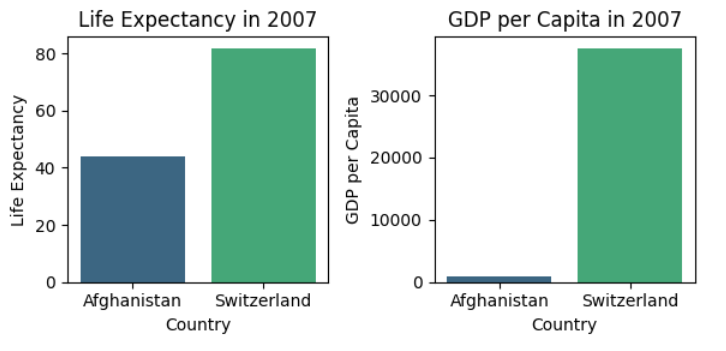 Life Expectancy in 2007
Life Expectancy
80
60
40
20
0
Afghanistan Switzerland
Country
GDP per Capita in 2007
GDP per Capita
30000
20000
10000
0
Afghanistan Switzerland
Country